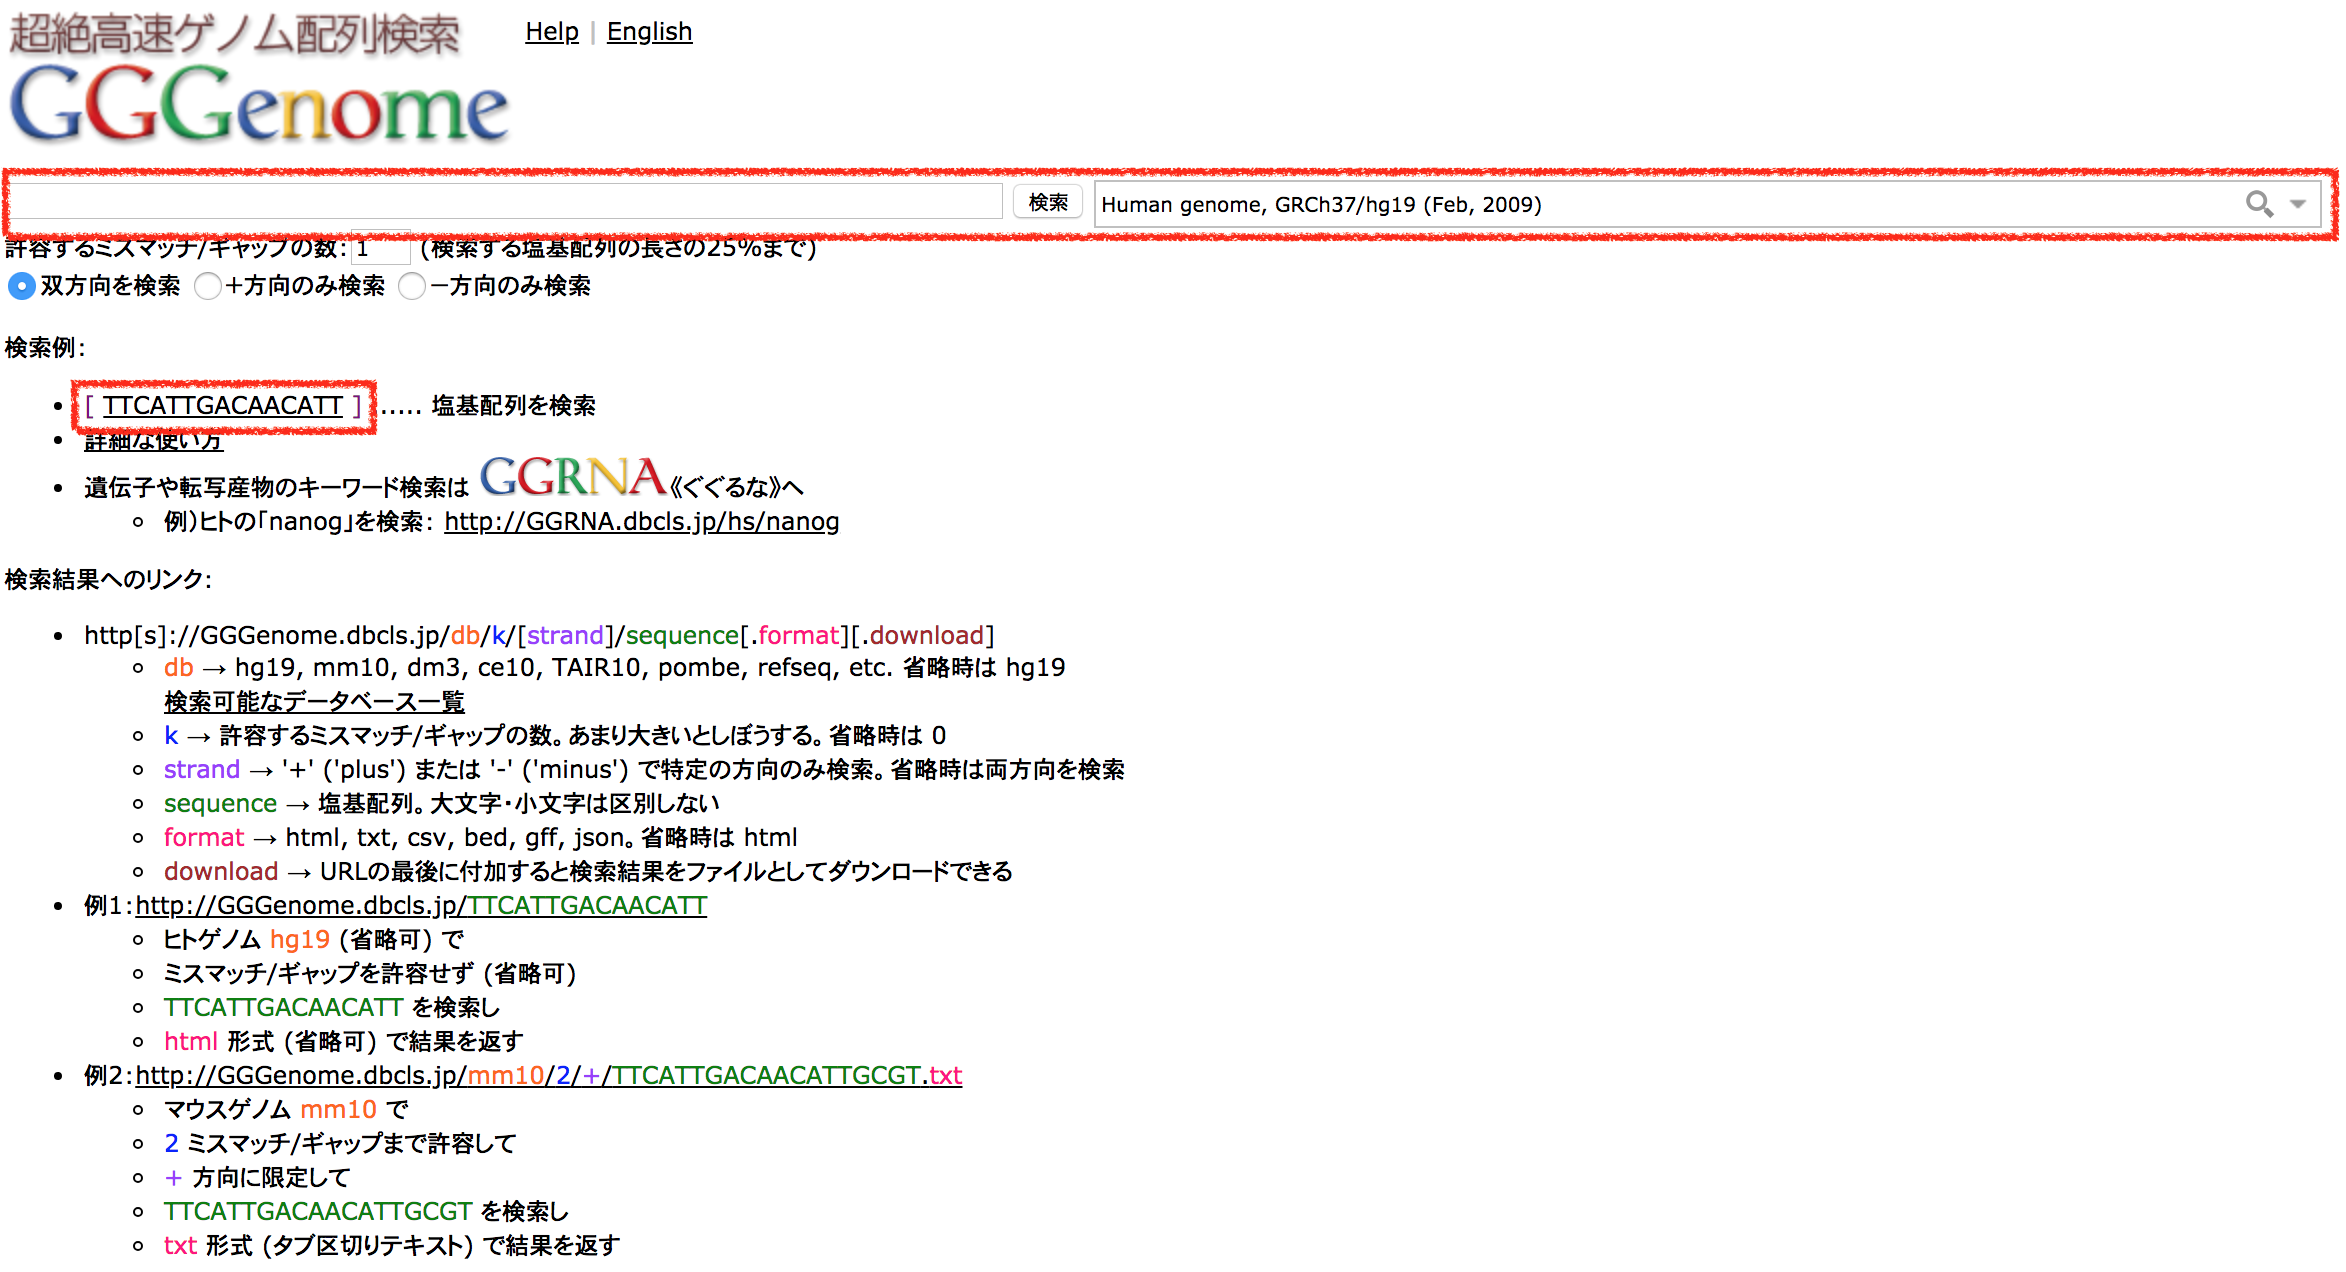 超絶高速ゲノム配列検索
Help | English
GGGenome
検索
Human genome, GRCh37/hg19 (Feb, 2009)
許容するミスマッチ/ギャップの数: 1 (検索する塩基配列の長さの25%まで)
双方向を検索 +方向のみ検索 −方向のみ検索
検索例:
[ TTCATTGACAACATT ] ..... 塩基配列を検索
詳細な使い方
遺伝子や転写産物のキーワード検索は GGRNA《ぐぐるな》へ
例)ヒトの「nanog」を検索: http://GGRNA.dbcls.jp/hs/nanog
検索結果へのリンク:
http[s]://GGGenome.dbcls.jp/db/k/[strand]/sequence[.format][.download]
db → hg19, mm10, dm3, ce10, TAIR10, pombe, refseq, etc. 省略時は hg19
検索可能なデータベース一覧
k → 許容するミスマッチ/ギャップの数。あまり大きいとしぼうする。省略時は 0
strand → '+' ('plus') または '-' ('minus') で特定の方向のみ検索。省略時は両方向を検索
sequence → 塩基配列。大文字・小文字は区別しない
format → html, txt, csv, bed, gff, json。省略時は html
download → URLの最後に付加すると検索結果をファイルとしてダウンロードできる
例1:http://GGGenome.dbcls.jp/TTCATTGACAACATT
ヒトゲノム hg19 (省略可) で
ミスマッチ/ギャップを許容せず (省略可)
TTCATTGACAACATT を検索し
html 形式 (省略可) で結果を返す
例2:http://GGGenome.dbcls.jp/mm10/2/+/TTCATTGACAACATTGCGT.txt
マウスゲノム mm10 で
2 ミスマッチ/ギャップまで許容して
+ 方向に限定して
TTCATTGACAACATTGCGT を検索し
txt 形式 (タブ区切りテキスト) で結果を返す